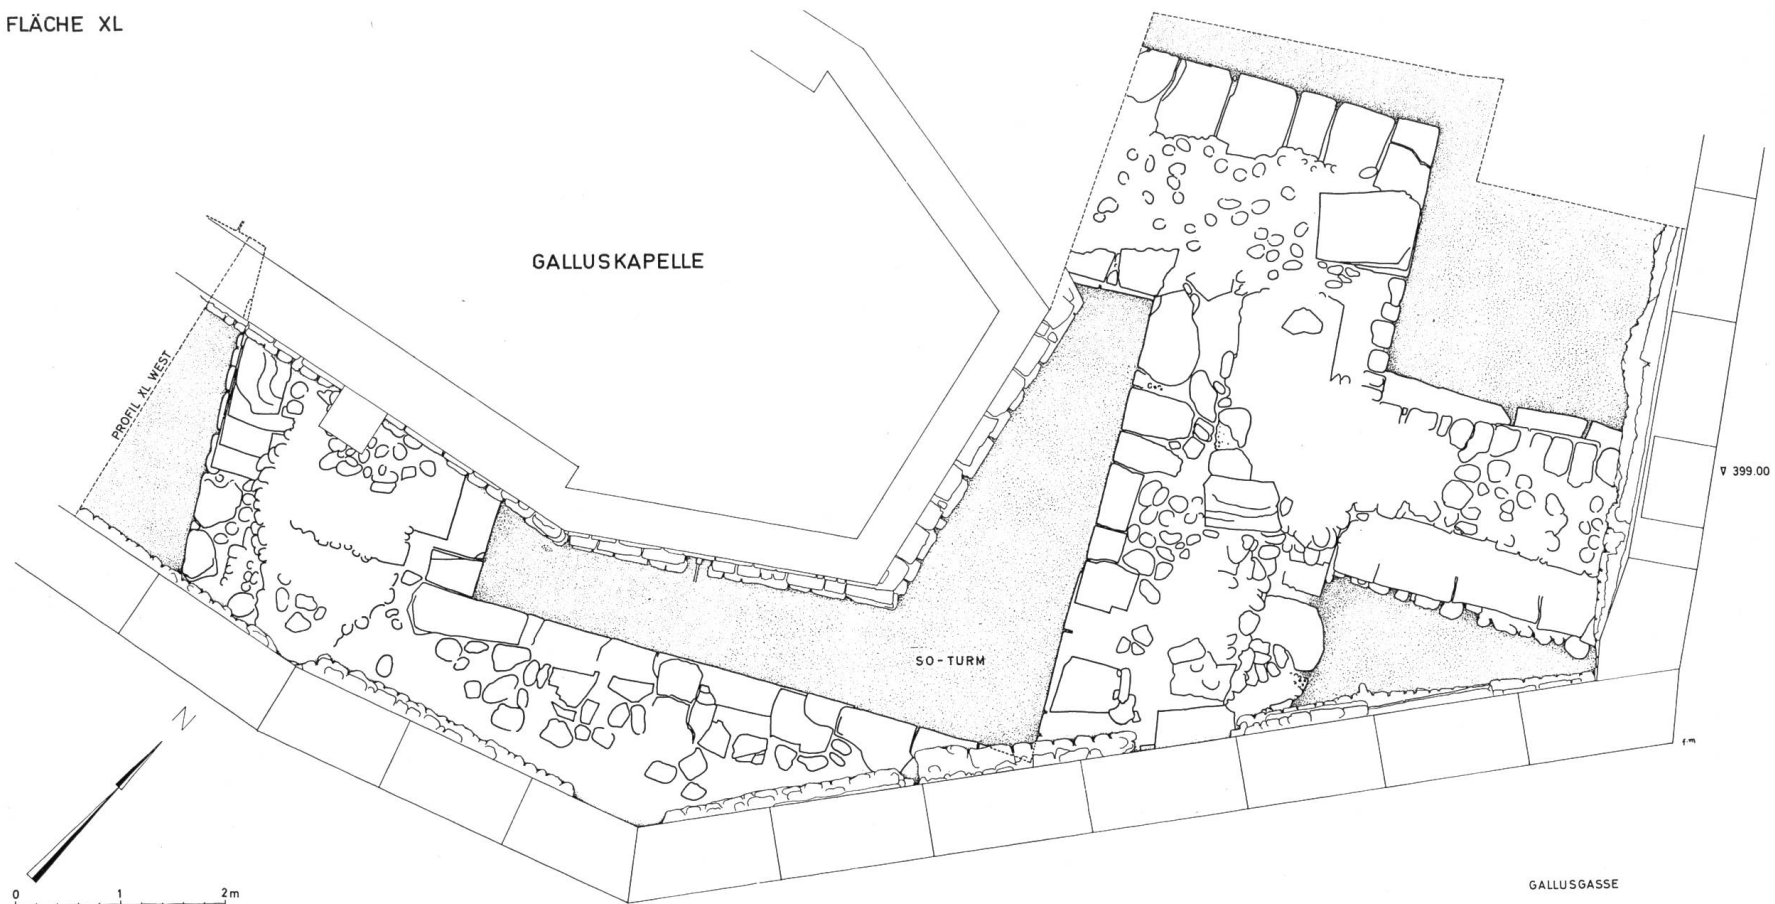 FLÄCHE XL
GALLUSKAPELLE
PROFIL XL WEST
∇ 399.00
SO-TURM
f.m
N
0 1 2m
GALLUSGASSE